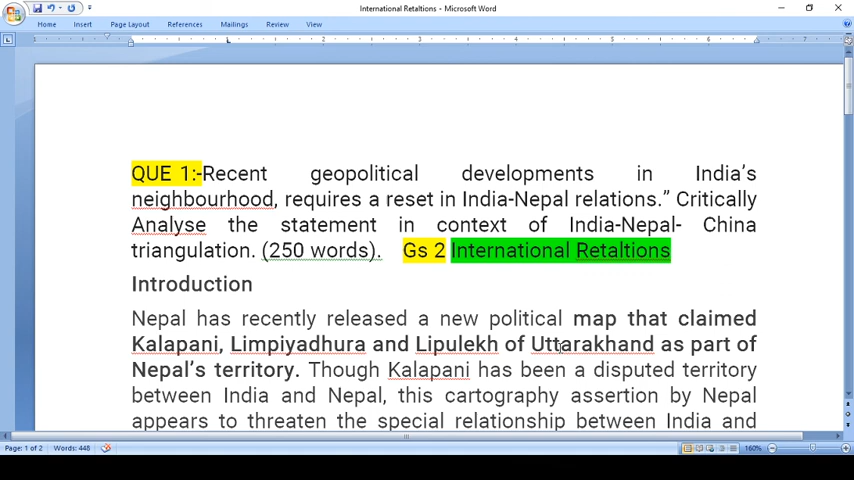 International Retaltions - Microsoft Word
Home Insert Page Layout References Mailings Review View
QUE 1:-Recent geopolitical developments in India’s
neighbourhood, requires a reset in India-Nepal relations.” Critically
Analyse the statement in context of India-Nepal- China
triangulation. (250 words). Gs 2 International Retaltions
Introduction
Nepal has recently released a new political map that claimed
Kalapani, Limpiyadhura and Lipulekh of Uttarakhand as part of
Nepal’s territory. Though Kalapani has been a disputed territory
between India and Nepal, this cartography assertion by Nepal
appears to threaten the special relationship between India and
Page: 1 of 2 Words: 448 160%